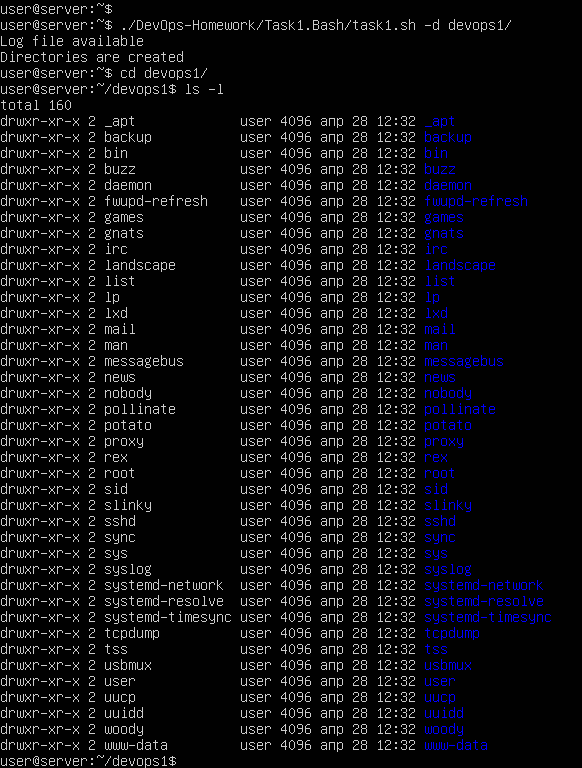 user@server:~$
user@server:~$ ./DevOps-Homework/Task1.Bash/task1.sh -d devops1/
Log file available
Directories are created
user@server:~$ cd devops1/
user@server:~/devops1$ ls -l
total 160
drwxr-xr-x 2 _apt             user 4096 апр 28 12:32 _apt
drwxr-xr-x 2 backup           user 4096 апр 28 12:32 backup
drwxr-xr-x 2 bin              user 4096 апр 28 12:32 bin
drwxr-xr-x 2 buzz             user 4096 апр 28 12:32 buzz
drwxr-xr-x 2 daemon           user 4096 апр 28 12:32 daemon
drwxr-xr-x 2 fwupd-refresh    user 4096 апр 28 12:32 fwupd-refresh
drwxr-xr-x 2 games            user 4096 апр 28 12:32 games
drwxr-xr-x 2 gnats            user 4096 апр 28 12:32 gnats
drwxr-xr-x 2 irc              user 4096 апр 28 12:32 irc
drwxr-xr-x 2 landscape        user 4096 апр 28 12:32 landscape
drwxr-xr-x 2 list             user 4096 апр 28 12:32 list
drwxr-xr-x 2 lp               user 4096 апр 28 12:32 lp
drwxr-xr-x 2 lxd              user 4096 апр 28 12:32 lxd
drwxr-xr-x 2 mail             user 4096 апр 28 12:32 mail
drwxr-xr-x 2 man              user 4096 апр 28 12:32 man
drwxr-xr-x 2 messagebus       user 4096 апр 28 12:32 messagebus
drwxr-xr-x 2 news             user 4096 апр 28 12:32 news
drwxr-xr-x 2 nobody           user 4096 апр 28 12:32 nobody
drwxr-xr-x 2 pollinate        user 4096 апр 28 12:32 pollinate
drwxr-xr-x 2 potato           user 4096 апр 28 12:32 potato
drwxr-xr-x 2 proxy            user 4096 апр 28 12:32 proxy
drwxr-xr-x 2 rex              user 4096 апр 28 12:32 rex
drwxr-xr-x 2 root             user 4096 апр 28 12:32 root
drwxr-xr-x 2 sid              user 4096 апр 28 12:32 sid
drwxr-xr-x 2 slinky           user 4096 апр 28 12:32 slinky
drwxr-xr-x 2 sshd             user 4096 апр 28 12:32 sshd
drwxr-xr-x 2 sync             user 4096 апр 28 12:32 sync
drwxr-xr-x 2 sys              user 4096 апр 28 12:32 sys
drwxr-xr-x 2 syslog           user 4096 апр 28 12:32 syslog
drwxr-xr-x 2 systemd-network  user 4096 апр 28 12:32 systemd-network
drwxr-xr-x 2 systemd-resolve  user 4096 апр 28 12:32 systemd-resolve
drwxr-xr-x 2 systemd-timesync user 4096 апр 28 12:32 systemd-timesync
drwxr-xr-x 2 tcpdump          user 4096 апр 28 12:32 tcpdump
drwxr-xr-x 2 tss              user 4096 апр 28 12:32 tss
drwxr-xr-x 2 usbmux           user 4096 апр 28 12:32 usbmux
drwxr-xr-x 2 user             user 4096 апр 28 12:32 user
drwxr-xr-x 2 uucp             user 4096 апр 28 12:32 uucp
drwxr-xr-x 2 uuidd            user 4096 апр 28 12:32 uuidd
drwxr-xr-x 2 woody            user 4096 апр 28 12:32 woody
drwxr-xr-x 2 www-data         user 4096 апр 28 12:32 www-data
user@server:~/devops1$